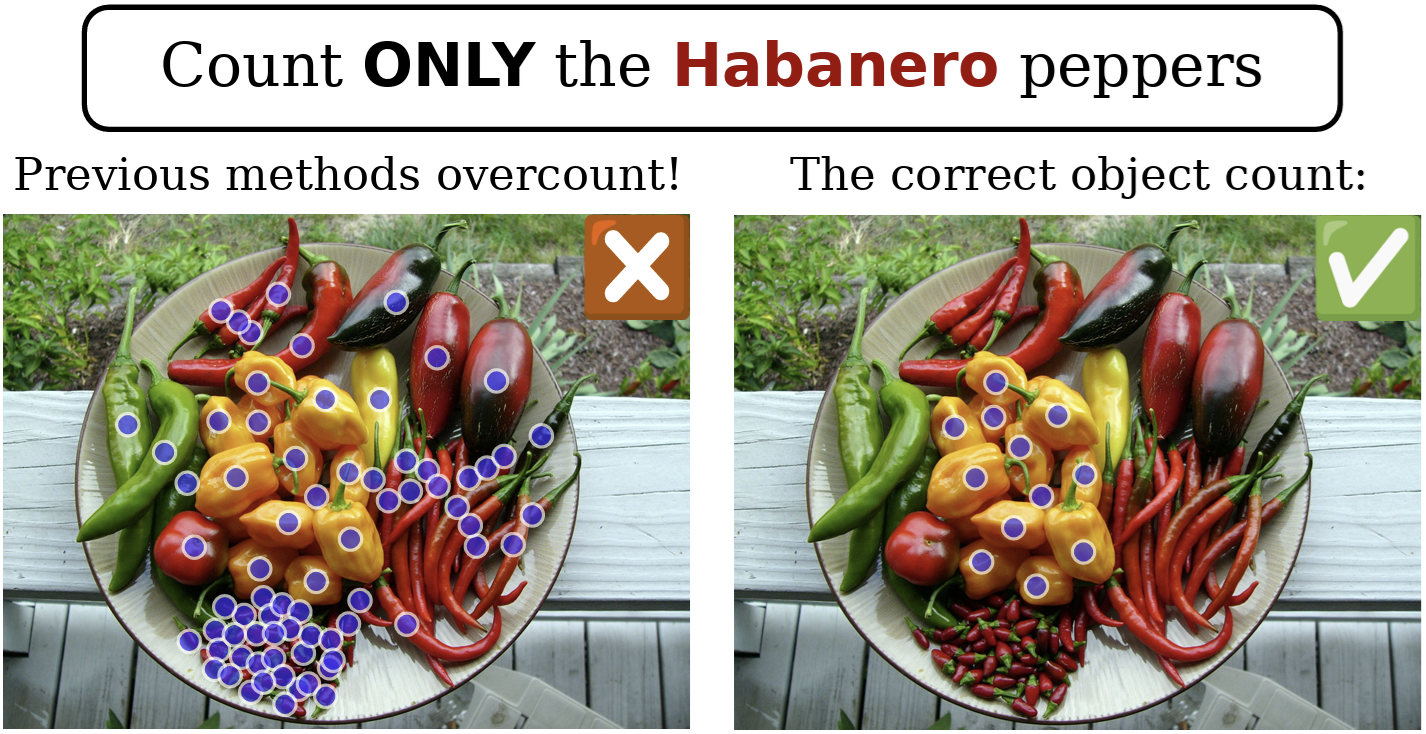 Count ONLY the Habanero peppers
Previous methods overcount!
The correct object count: